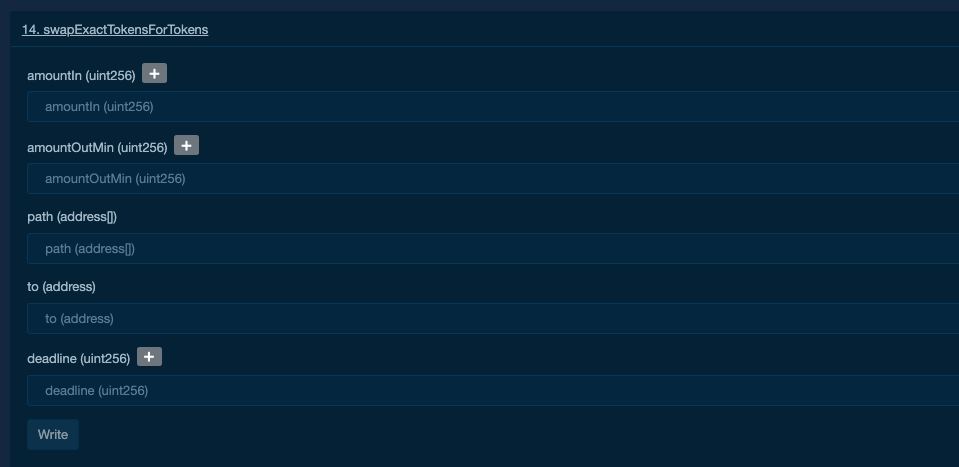 14. swapExactTokensForTokens
amountIn (uint256) +
amountIn (uint256)
amountOutMin (uint256) +
amountOutMin (uint256)
path (address[])
path (address[])
to (address)
to (address)
deadline (uint256) +
deadline (uint256)
Write